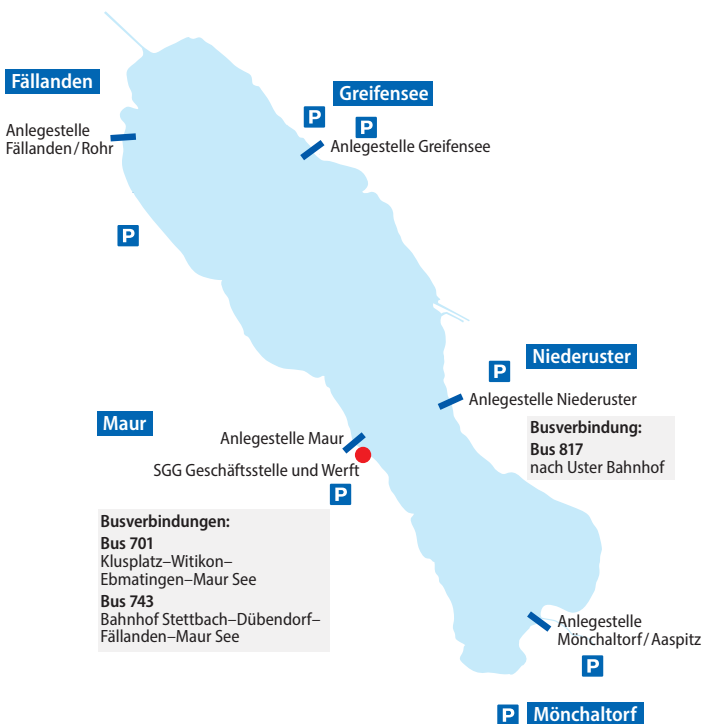 Fällanden
Greifensee
P
P
Anlegestelle
Fällanden/Rohr
Anlegestelle Greifensee
P
Niederuster
P
Anlegestelle Niederuster
Busverbindung:
Bus 817
nach Uster Bahnhof
Maur
Anlegestelle Maur
SGG Geschäftsstelle und Werft
P
Busverbindungen:
Bus 701
Klusplatz–Witikon–
Ebmatingen–Maur See
Bus 743
Bahnhof Stettbach–Dübendorf–
Fällanden–Maur See
Anlegestelle
Mönchaltorf/Aaspitz
P
P Mönchaltorf